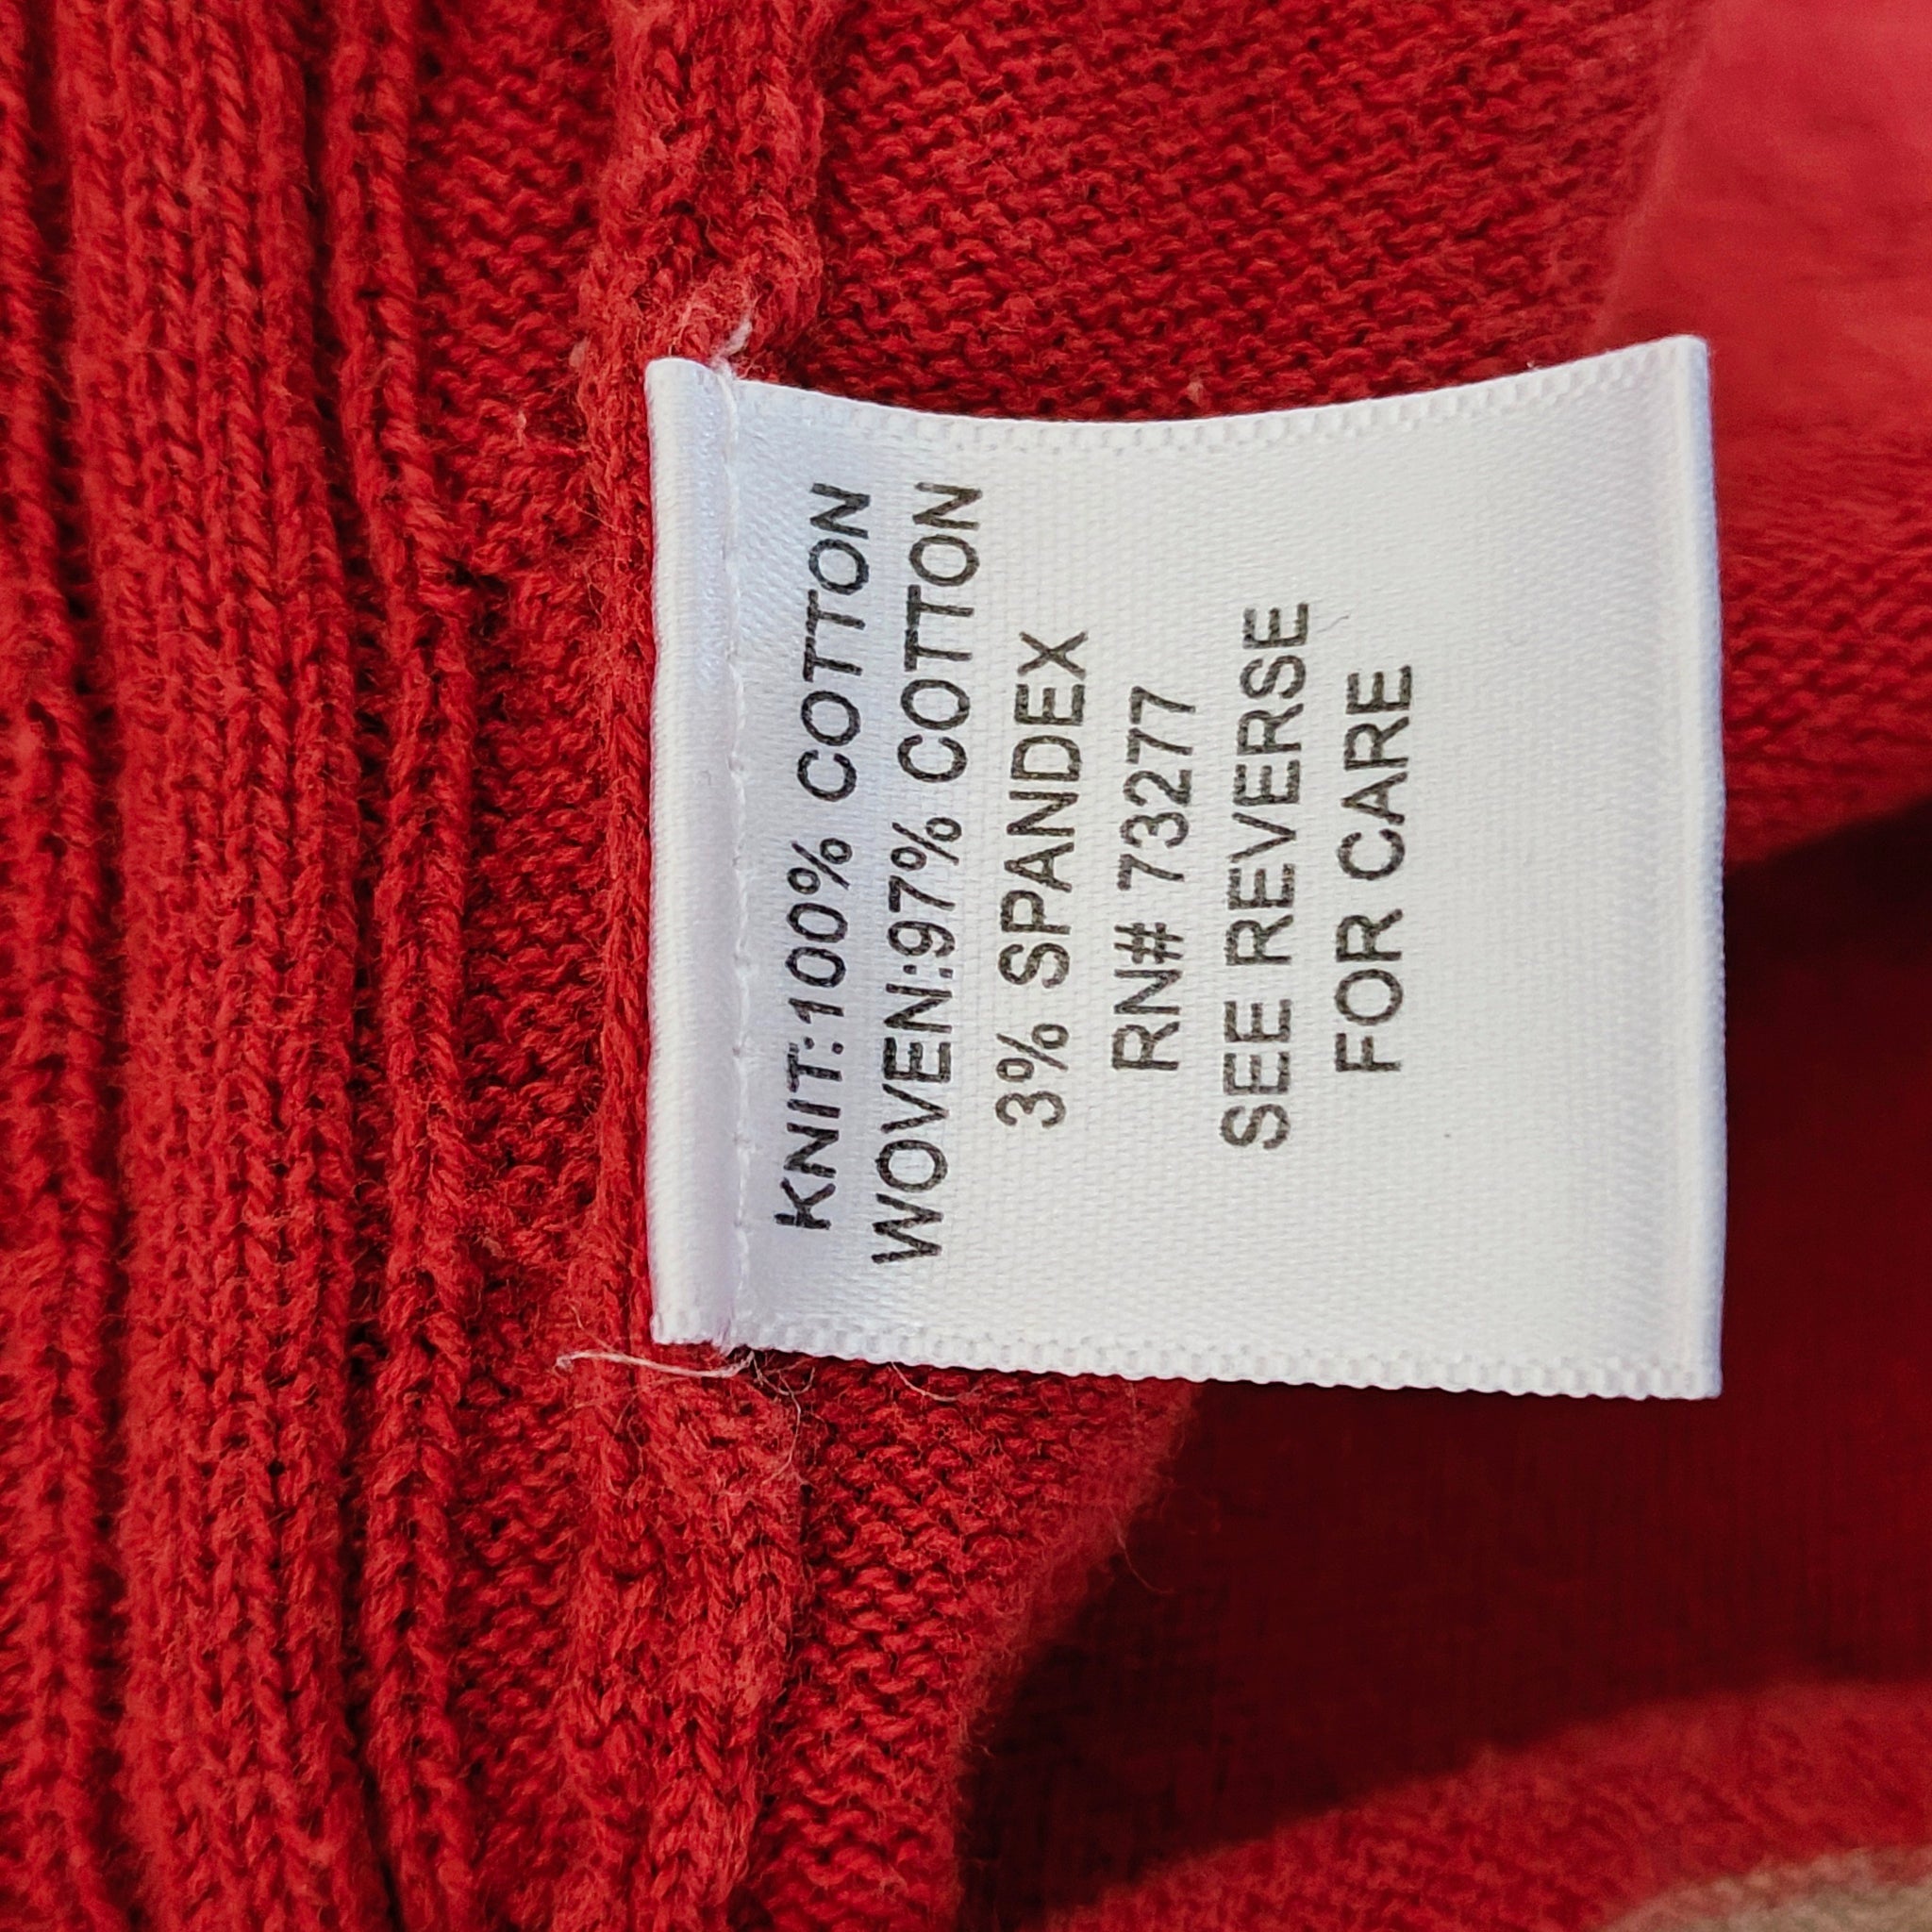 KNIT:100% COTTON
WOVEN:97% COTTON
3% SPANDEX
RN# 73277
SEE REVERSE
FOR CARE